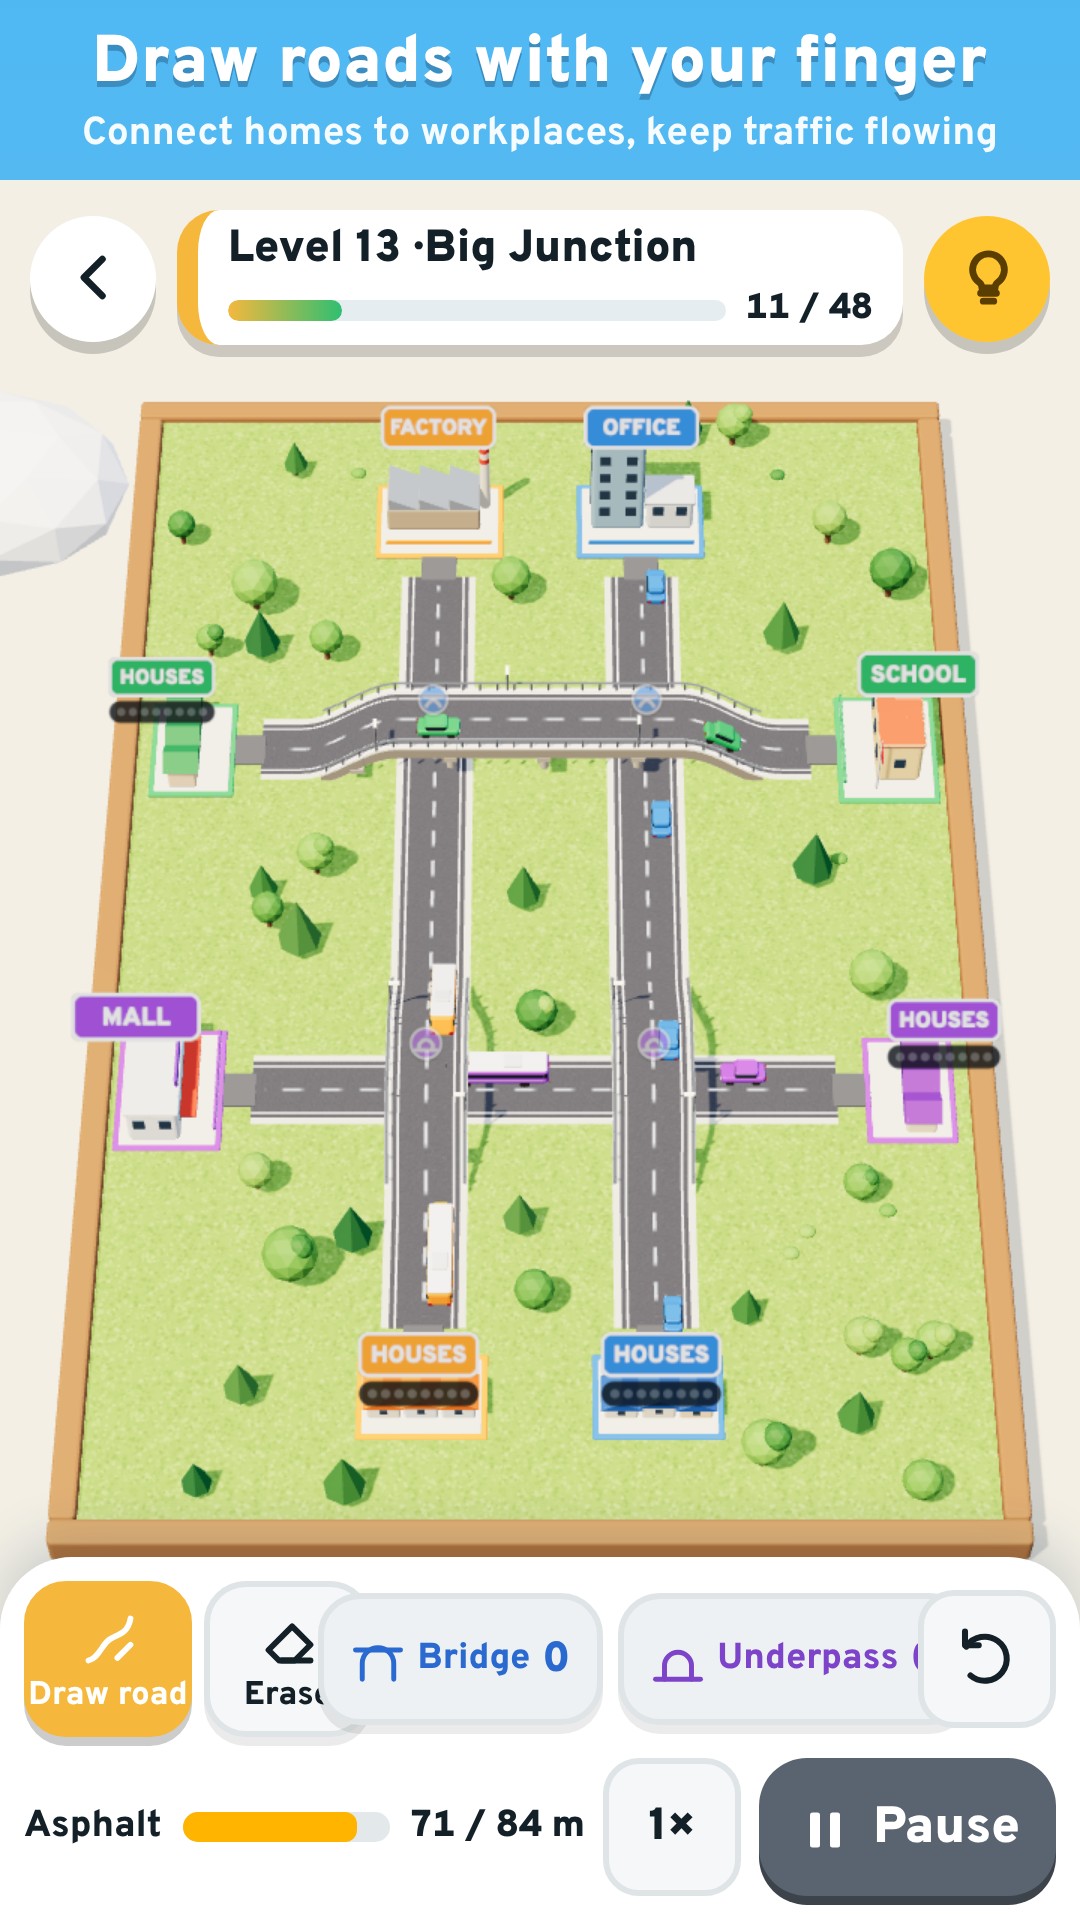 Draw roads with your finger
Connect homes to workplaces, keep traffic flowing
Level 13 ·Big Junction
11 / 48
FACTORY
OFFICE
HOUSES
SCHOOL
MALL
HOUSES
HOUSES
HOUSES
Draw road
Erase
Bridge 0
Underpass
Asphalt
71 / 84 m
1×
Pause